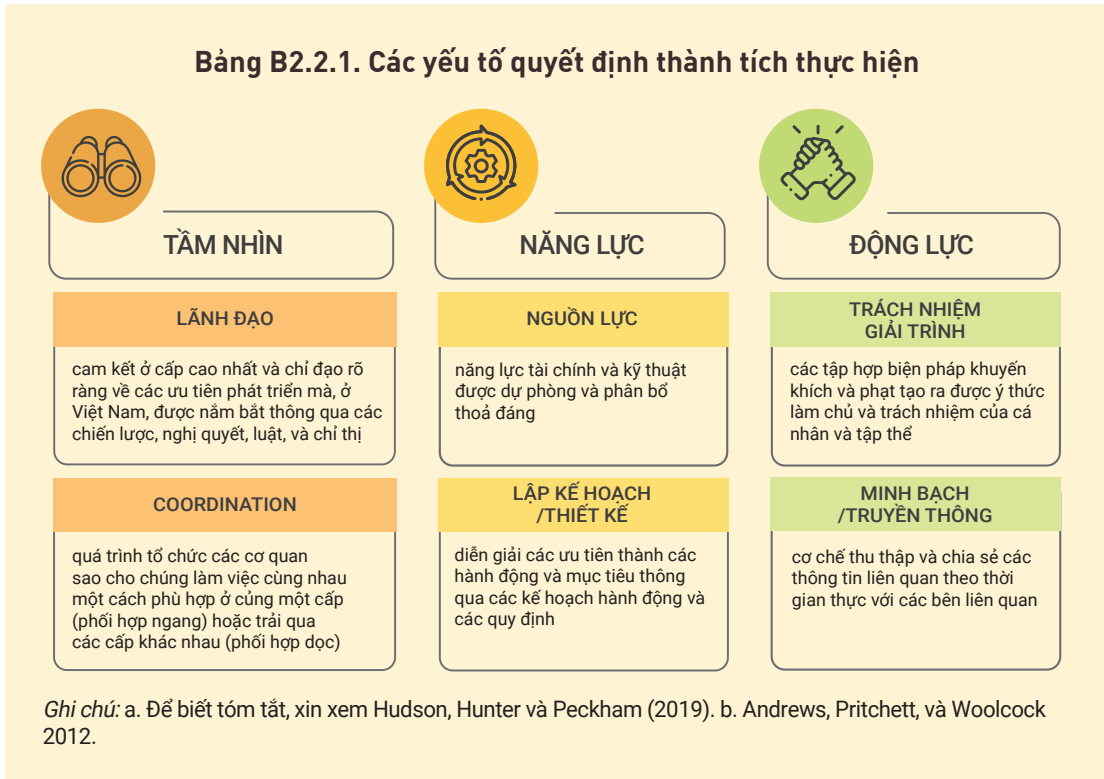 Bảng B2.2.1. Các yếu tố quyết định thành tích thực hiện
TẦM NHÌN
LÃNH ĐẠO
cam kết ở cấp cao nhất và chỉ đạo rõ
ràng về các ưu tiên phát triển mà, ở
Việt Nam, được nắm bắt thông qua các
chiến lược, nghị quyết, luật, và chỉ thị
COORDINATION
quá trình tổ chức các cơ quan
sao cho chúng làm việc cùng nhau
một cách phù hợp ở củng một cấp
(phối hợp ngang) hoặc trải qua
các cấp khác nhau (phối hợp dọc)
NĂNG LỰC
NGUỒN LỰC
năng lực tài chính và kỹ thuật
được dự phòng và phân bổ
thoả đáng
LẬP KẾ HOẠCH
/THIẾT KẾ
diễn giải các ưu tiên thành các
hành động và mục tiêu thông
qua các kế hoạch hành động và
các quy định
ĐỘNG LỰC
TRÁCH NHIỆM
GIẢI TRÌNH
các tập hợp biện pháp khuyến
khích và phạt tạo ra được ý thức
làm chủ và trách nhiệm của cá
nhân và tập thể
MINH BẠCH
/TRUYỀN THÔNG
cơ chế thu thập và chia sẻ các
thông tin liên quan theo thời
gian thực với các bên liên quan
Ghi chú: a. Để biết tóm tắt, xin xem Hudson, Hunter và Peckham (2019). b. Andrews, Pritchett, và Woolcock
2012.